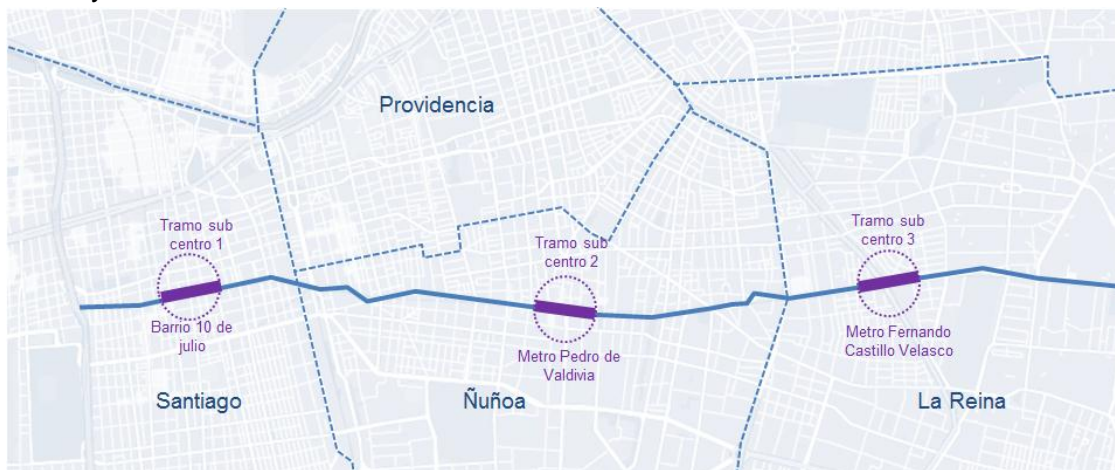 Providencia
Tramo sub
centro 1
Barrio 10 de
julio
Tramo sub
centro 2
Metro Pedro de
Valdivia
Tramo sub
centro 3
Metro Fernando
Castillo Velasco
Santiago
Ñuñoa
La Reina